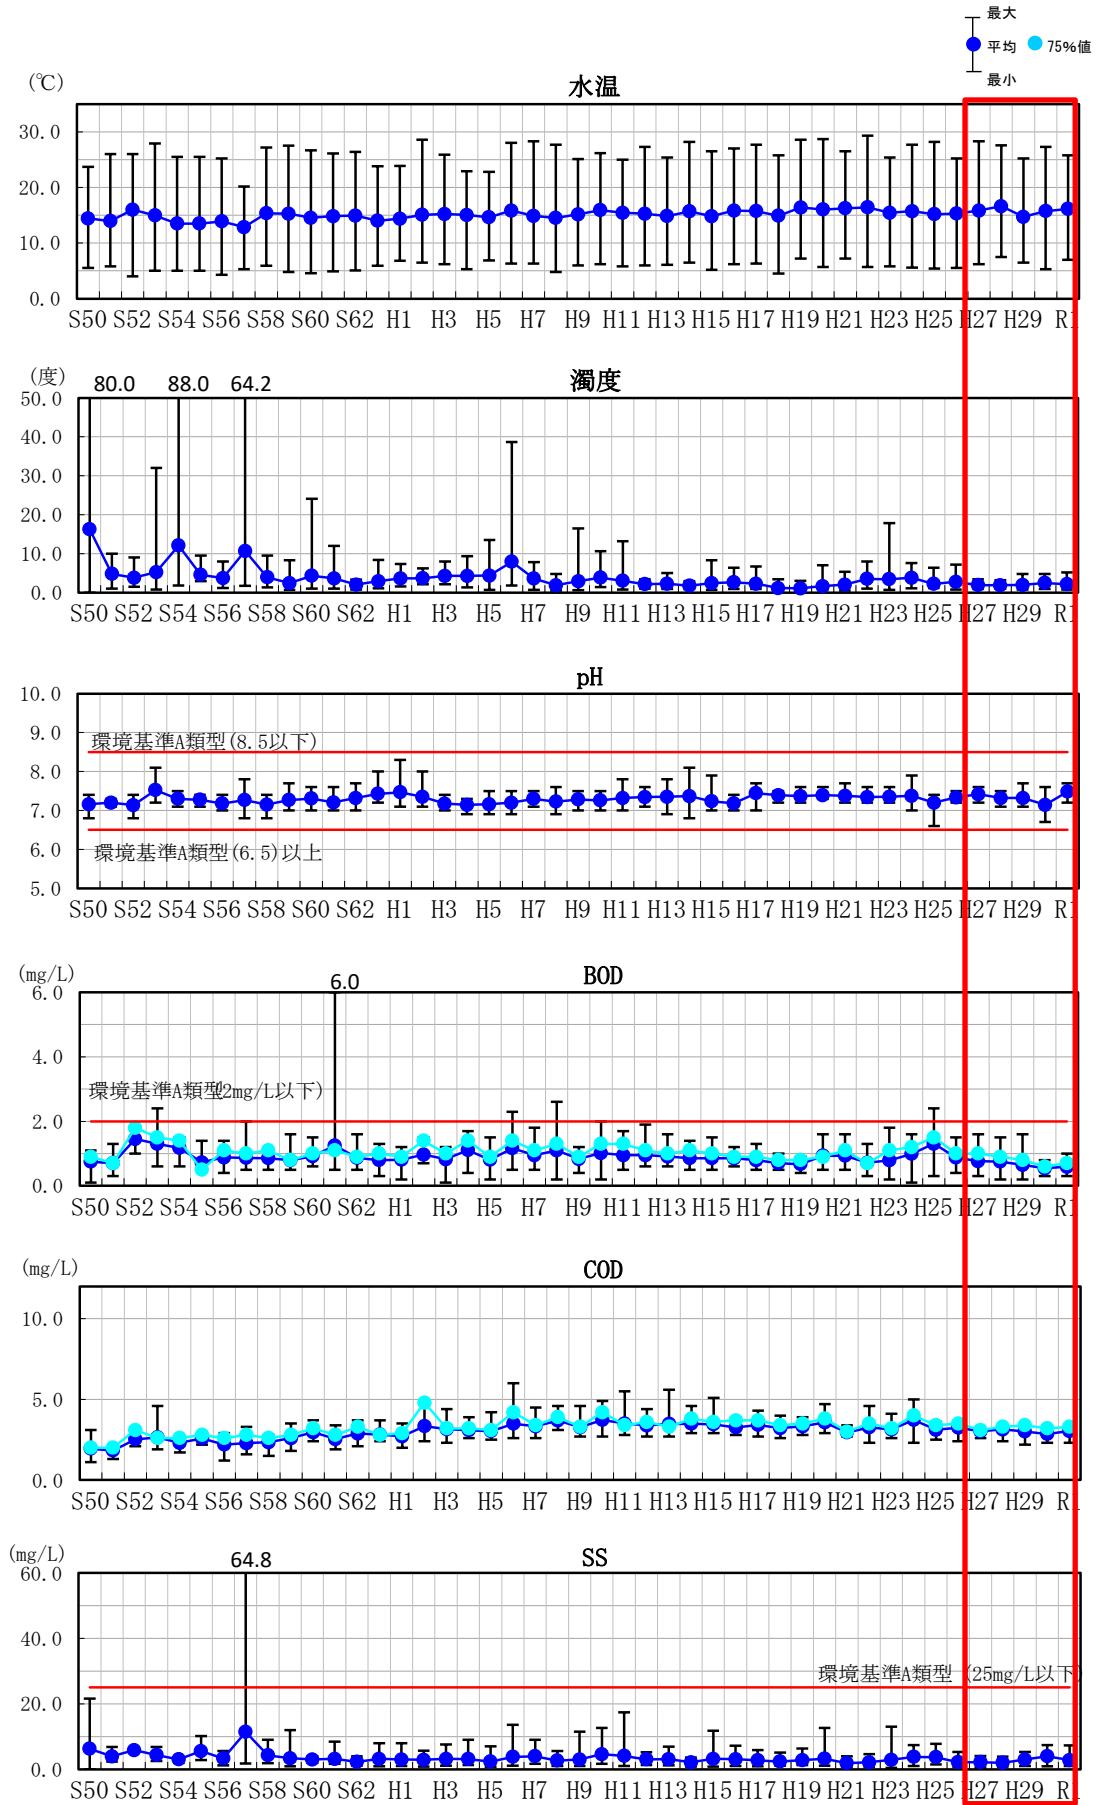 最大
平均 75%値
最小
(℃) 水温
30.0
20.0
10.0
0.0
S50 S52 S54 S56 S58 S60 S62 H1 H3 H5 H7 H9 H11 H13 H15 H17 H19 H21 H23 H25 H27 H29 R1
(度) 80.0 88.0 64.2 濁度
50.0
40.0
30.0
20.0
10.0
0.0
S50 S52 S54 S56 S58 S60 S62 H1 H3 H5 H7 H9 H11 H13 H15 H17 H19 H21 H23 H25 H27 H29 R1
pH
10.0
9.0
環境基準A類型(8.5以下)
8.0
7.0
6.0
環境基準A類型(6.5)以上
5.0
S50 S52 S54 S56 S58 S60 S62 H1 H3 H5 H7 H9 H11 H13 H15 H17 H19 H21 H23 H25 H27 H29 R1
(mg/L) 6.0 BOD
6.0
4.0
環境基準A類型(2mg/L以下)
2.0
0.0
S50 S52 S54 S56 S58 S60 S62 H1 H3 H5 H7 H9 H11 H13 H15 H17 H19 H21 H23 H25 H27 H29 R1
(mg/L) COD
10.0
5.0
0.0
S50 S52 S54 S56 S58 S60 S62 H1 H3 H5 H7 H9 H11 H13 H15 H17 H19 H21 H23 H25 H27 H29 R1
(mg/L) 64.8 SS
60.0
40.0
環境基準A類型 (25mg/L以下)
20.0
0.0
S50 S52 S54 S56 S58 S60 S62 H1 H3 H5 H7 H9 H11 H13 H15 H17 H19 H21 H23 H25 H27 H29 R1